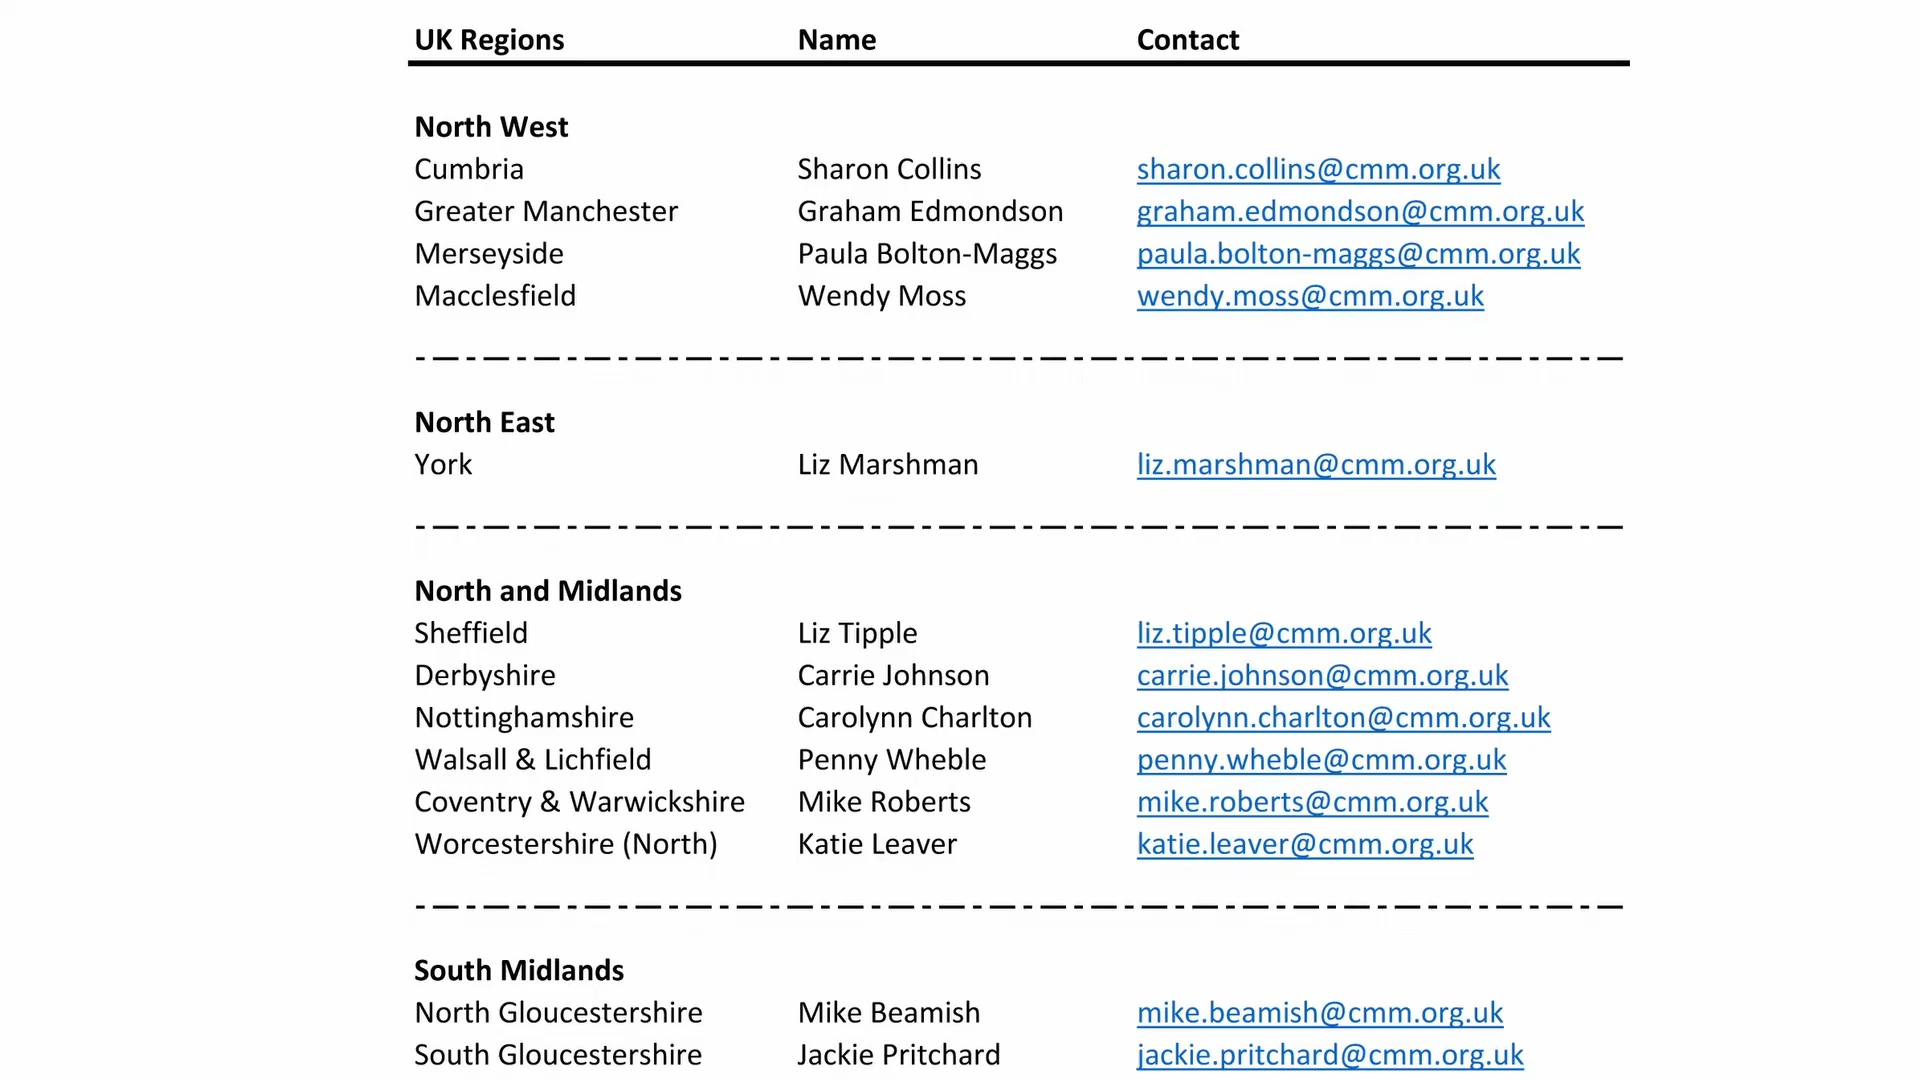 UK Regions Name Contact
North West
Cumbria Sharon Collins sharon.collins@cmm.org.uk
Greater Manchester Graham Edmondson graham.edmondson@cmm.org.uk
Merseyside Paula Bolton-Maggs paula.bolton-maggs@cmm.org.uk
Macclesfield Wendy Moss wendy.moss@cmm.org.uk
North East
York Liz Marshman liz.marshman@cmm.org.uk
North and Midlands
Sheffield Liz Tipple liz.tipple@cmm.org.uk
Derbyshire Carrie Johnson carrie.johnson@cmm.org.uk
Nottinghamshire Carolynn Charlton carolynn.charlton@cmm.org.uk
Walsall & Lichfield Penny Wheble penny.wheble@cmm.org.uk
Coventry & Warwickshire Mike Roberts mike.roberts@cmm.org.uk
Worcestershire (North) Katie Leaver katie.leaver@cmm.org.uk
South Midlands
North Gloucestershire Mike Beamish mike.beamish@cmm.org.uk
South Gloucestershire Jackie Pritchard jackie.pritchard@cmm.org.uk